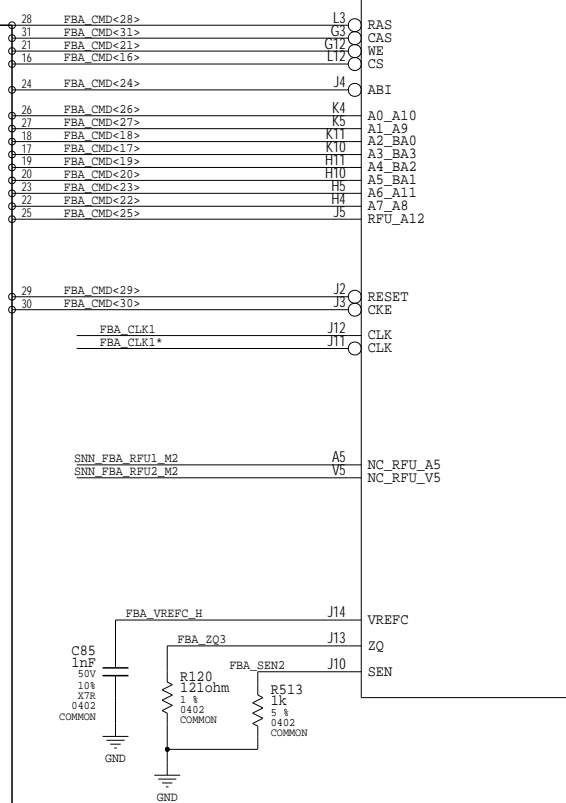 28 FBA_CMD<28> L3 RAS
31 FBA_CMD<31> G3 CAS
21 FBA_CMD<21> G12 WE
16 FBA_CMD<16> L12 CS
24 FBA_CMD<24> J4 ABI
26 FBA_CMD<26> K4 A0_A10
27 FBA_CMD<27> K5 A1_A9
18 FBA_CMD<18> K11 A2_BA0
17 FBA_CMD<17> K10 A3_BA3
19 FBA_CMD<19> H11 A4_BA2
20 FBA_CMD<20> H10 A5_BA1
23 FBA_CMD<23> H5 A6_A11
22 FBA_CMD<22> H4 A7_A8
25 FBA_CMD<25> J5 RFU_A12
29 FBA_CMD<29> J2 RESET
30 FBA_CMD<30> J3 CKE
FBA_CLK1 J12 CLK
FBA_CLK1* J11 CLK
SNN_FBA_RFU1_M2 A5 NC_RFU_A5
SNN_FBA_RFU2_M2 V5 NC_RFU_V5
FBA_VREFC_H J14 VREFC
FBA_ZQ3 J13 ZQ
FBA_SEN2 J10 SEN
C85
1nF
50V
10%
X7R
0402
COMMON
GND
R120
121ohm
1 %
0402
COMMON
GND
R513
1k
5 %
0402
COMMON